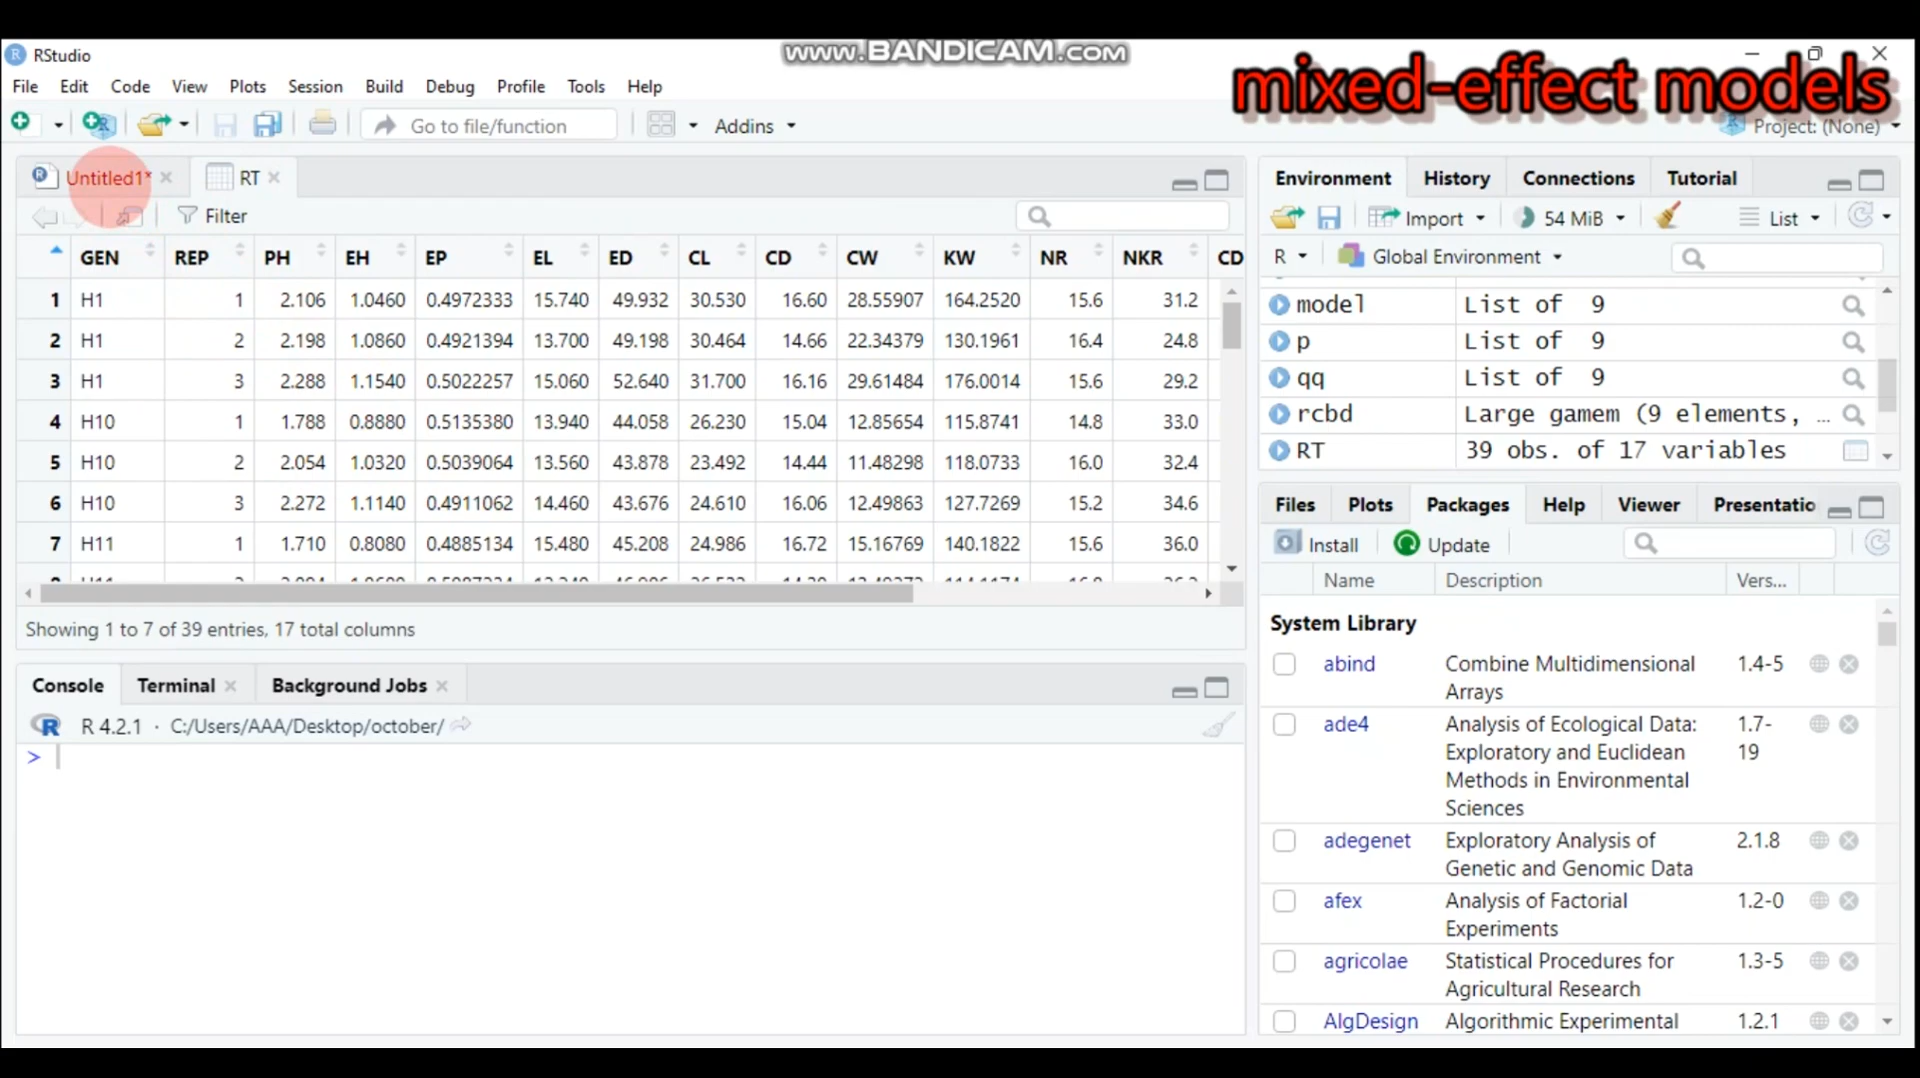 RStudio
www.BANDICAM.com
mixed-effect models
File Edit Code View Plots Session Build Debug Profile Tools Help
Go to file/function Addins Project: (None)
Untitled1* RT
Filter
GEN REP PH EH EP EL ED CL CD CW KW NR NKR CD
1 H1 1 2.106 1.0460 0.4972333 15.740 49.932 30.530 16.60 28.55907 164.2520 15.6 31.2
2 H1 2 2.198 1.0860 0.4921394 13.700 49.198 30.464 14.66 22.34379 130.1961 16.4 24.8
3 H1 3 2.288 1.1540 0.5022257 15.060 52.640 31.700 16.16 29.61484 176.0014 15.6 29.2
4 H10 1 1.788 0.8880 0.5135380 13.940 44.058 26.230 15.04 12.85654 115.8741 14.8 33.0
5 H10 2 2.054 1.0320 0.5039064 13.560 43.878 23.492 14.44 11.48298 118.0733 16.0 32.4
6 H10 3 2.272 1.1140 0.4911062 14.460 43.676 24.610 16.06 12.49863 127.7269 15.2 34.6
7 H11 1 1.710 0.8080 0.4885134 15.480 45.208 24.986 16.72 15.16769 140.1822 15.6 36.0
Showing 1 to 7 of 39 entries, 17 total columns
Console Terminal Background Jobs
R 4.2.1 · C:/Users/AAA/Desktop/october/
>
Environment History Connections Tutorial
Import 54 MiB List
R Global Environment
model List of 9
p List of 9
qq List of 9
rcbd Large gamem (9 elements, ...
RT 39 obs. of 17 variables
Files Plots Packages Help Viewer Presentatio
Install Update
Name Description Vers...
System Library
abind Combine Multidimensional 1.4-5
Arrays
ade4 Analysis of Ecological Data: 1.7-
Exploratory and Euclidean 19
Methods in Environmental
Sciences
adegenet Exploratory Analysis of 2.1.8
Genetic and Genomic Data
afex Analysis of Factorial 1.2-0
Experiments
agricolae Statistical Procedures for 1.3-5
Agricultural Research
AlgDesign Algorithmic Experimental 1.2.1